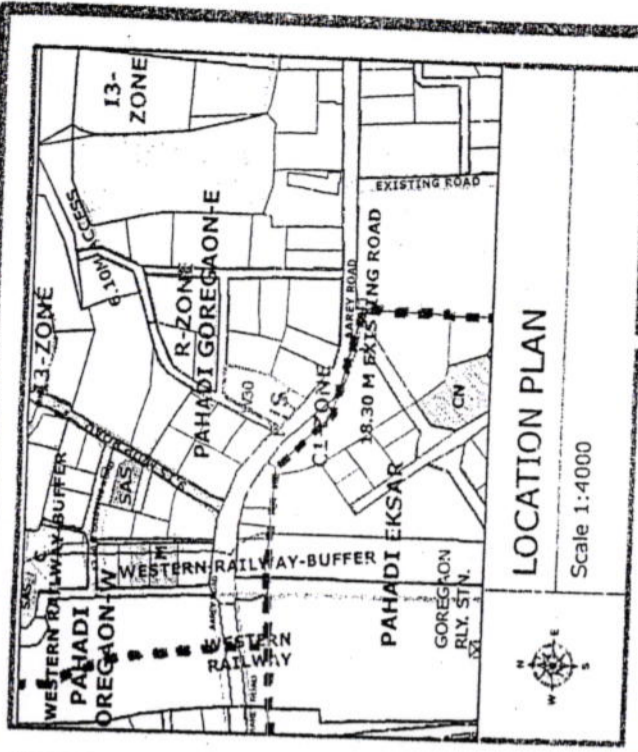 I3-
ZONE
I3-ZONE
ACCESS
6.10M
R-ZONE
PAHADI GOREGAON-E
EXISTING ROAD
AAREY ROAD
18.30 M EXISTING ROAD
C1-ZONE
V30
SAS
SAS
C
M
CN
WESTERN RAILWAY-BUFFER
WESTERN RAILWAY-BUFFER
PAHADI
OREGAON-W
WESTERN
RAILWAY
PAHADI EKSAR
GOREGAON
RLY. STN.
LOCATION PLAN
Scale 1:4000
N
W
E
S